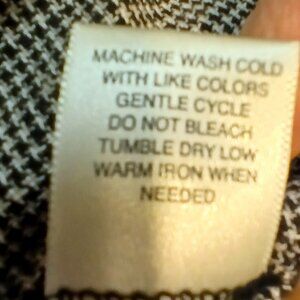 MACHINE WASH COLD
WITH LIKE COLORS
GENTLE CYCLE
DO NOT BLEACH
TUMBLE DRY LOW
WARM IRON WHEN
NEEDED